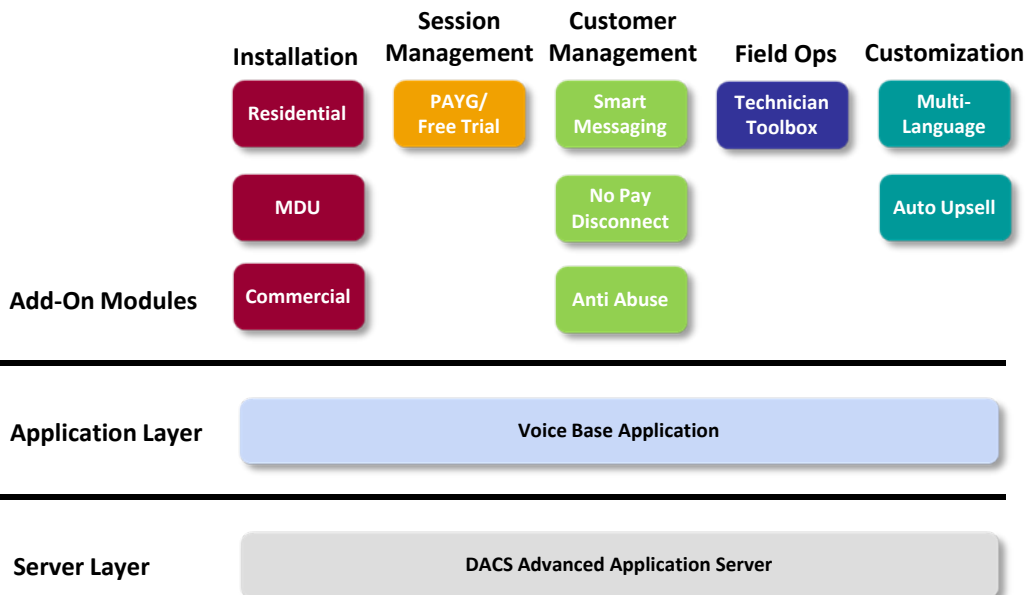 Installation
Session
Management
Customer
Management
Field Ops
Customization
Residential
PAYG/
Free Trial
Smart
Messaging
Technician
Toolbox
Multi-
Language
MDU
No Pay
Disconnect
Auto Upsell
Add-On Modules
Commercial
Anti Abuse
Application Layer
Voice Base Application
Server Layer
DACS Advanced Application Server